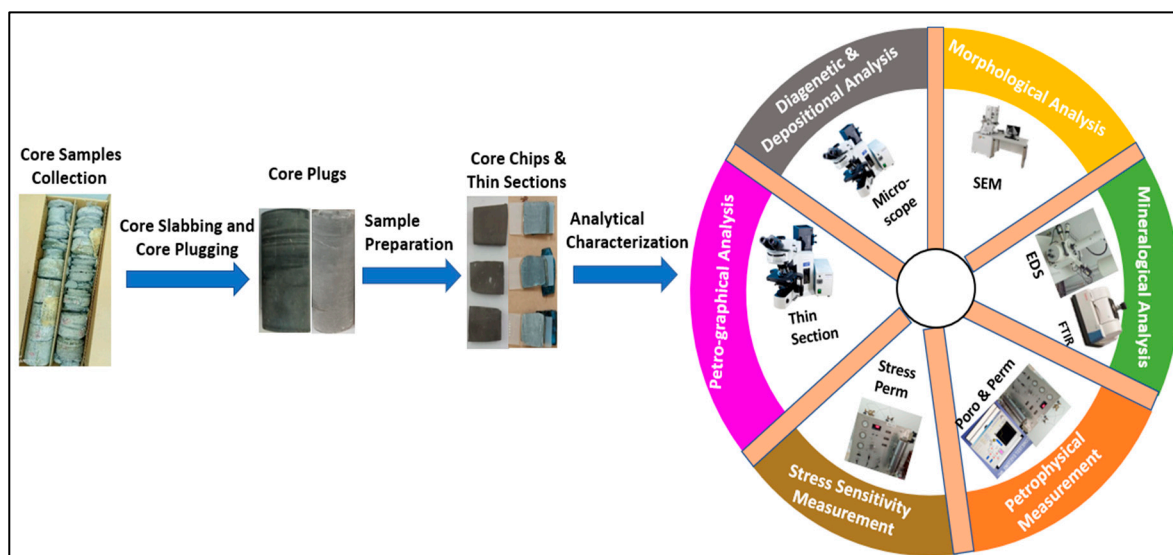 Core Samples
Collection
Core Slabbing and
Core Plugging
Core Plugs
Sample
Preparation
Core Chips &
Thin Sections
Analytical
Characterization
Diagenetic &
Depositional Analysis
Micro-
scope
Morphological Analysis
SEM
Mineralogical Analysis
EDS
FTIR
Petrophysical
Measurement
Poro & Perm
Stress Sensitivity
Measurement
Stress
Perm
Petro-graphical Analysis
Thin
Section